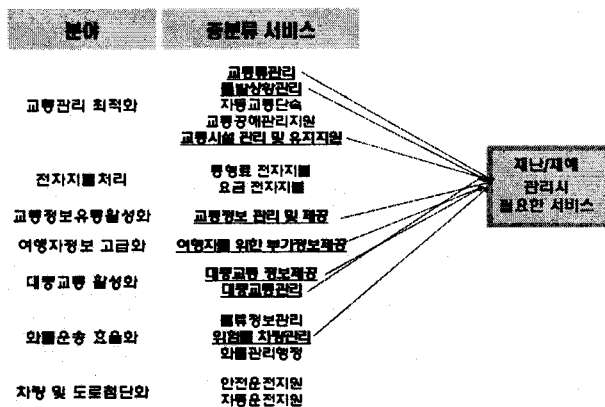 분야
중분류 서비스
교통류관리
돌발상황관리
교통관리 최적화
자동교통단속
교통공해관리지원
교통시설 관리 및 유지지원
전자지불처리
통행료 전자지불
요금 전자지불
교통정보유통활성화
교통정보 관리 및 제공
여행자정보 고급화
여행자를 위한 부가정보제공
대중교통 활성화
대중교통 정보제공
대중교통관리
화물운송 효율화
물류정보관리
위험물 차량관리
화물관리행정
차량 및 도로첨단화
안전운전지원
자동운전지원
재난/재예
관리시
필요한 서비스